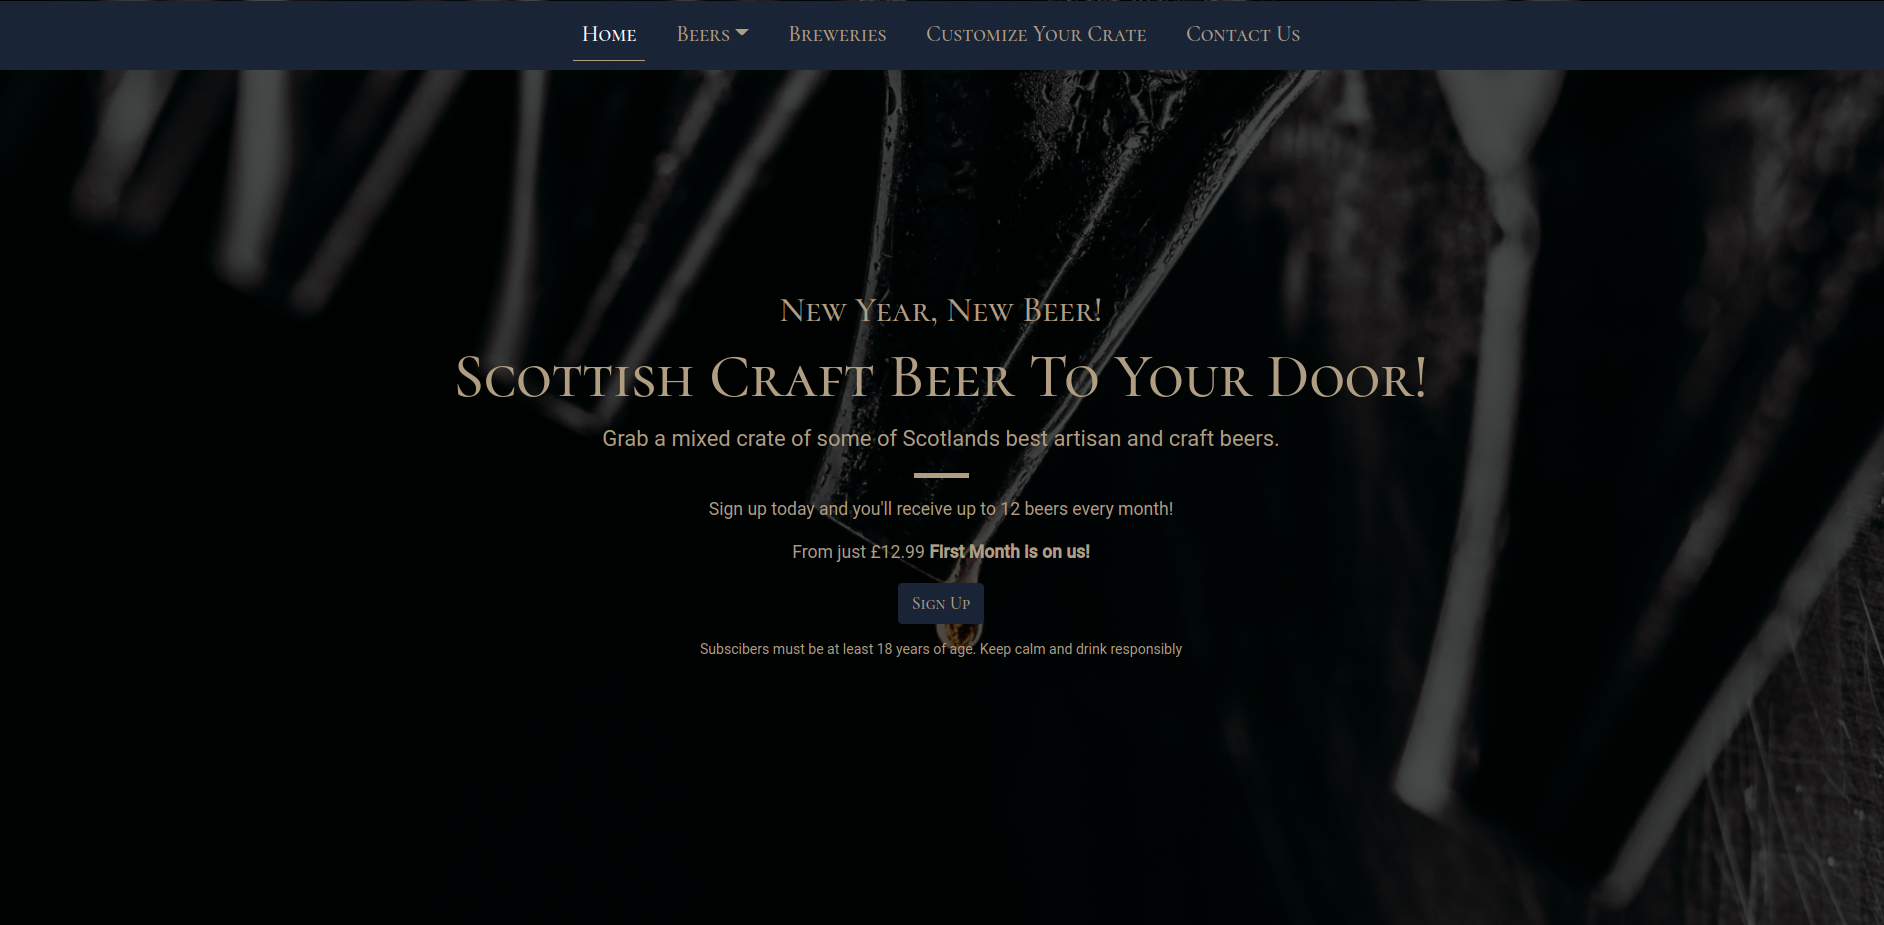 Home Beers Breweries Customize Your Crate Contact Us
New Year, New Beer!
Scottish Craft Beer To Your Door!
Grab a mixed crate of some of Scotlands best artisan and craft beers.
Sign up today and you'll receive up to 12 beers every month!
From just £12.99 First Month is on us!
Sign Up
Subscibers must be at least 18 years of age. Keep calm and drink responsibly